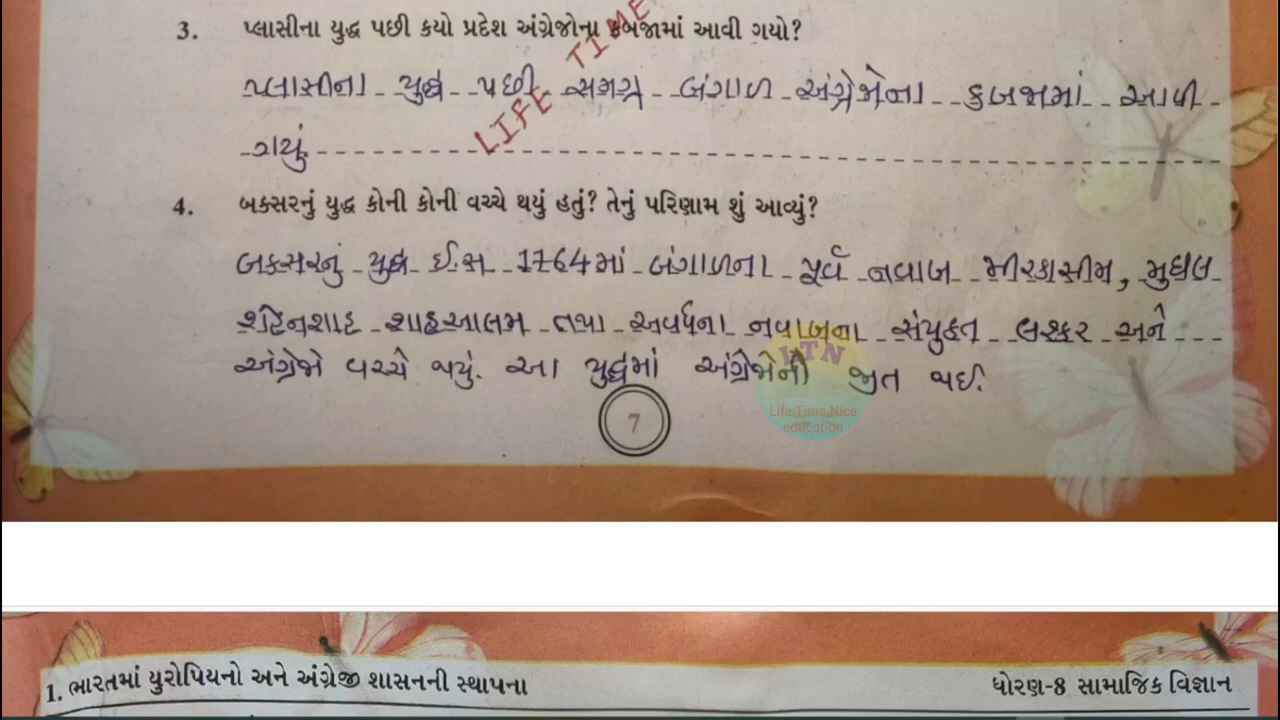 3. પ્લાસીના યુદ્ધ પછી કયો પ્રદેશ અંગ્રેજોના કબજામાં આવી ગયો?
પ્લાસીના યુદ્ધ પછી સમગ્ર બંગાળ અંગ્રેજોના કબજામાં આવી
ગયું.
LIFE TIME
4. બક્સરનું યુદ્ધ કોની કોની વચ્ચે થયું હતું? તેનું પરિણામ શું આવ્યું?
બક્સરનું યુદ્ધ ઈ.સ 1764માં બંગાળના પૂર્વ નવાબ મીરકાસીમ, મુઘલ
શહેનશાહ શાહઆલમ તથા અવધના નવાબના સંયુક્ત લશ્કર અને
અંગ્રેજો વચ્ચે થયું. આ યુદ્ધમાં અંગ્રેજોની જીત થઈ.
LTN
Life Time Nice
education
7
1. ભારતમાં યુરોપિયનો અને અંગ્રેજી શાસનની સ્થાપના
ધોરણ-8 સામાજિક વિજ્ઞાન